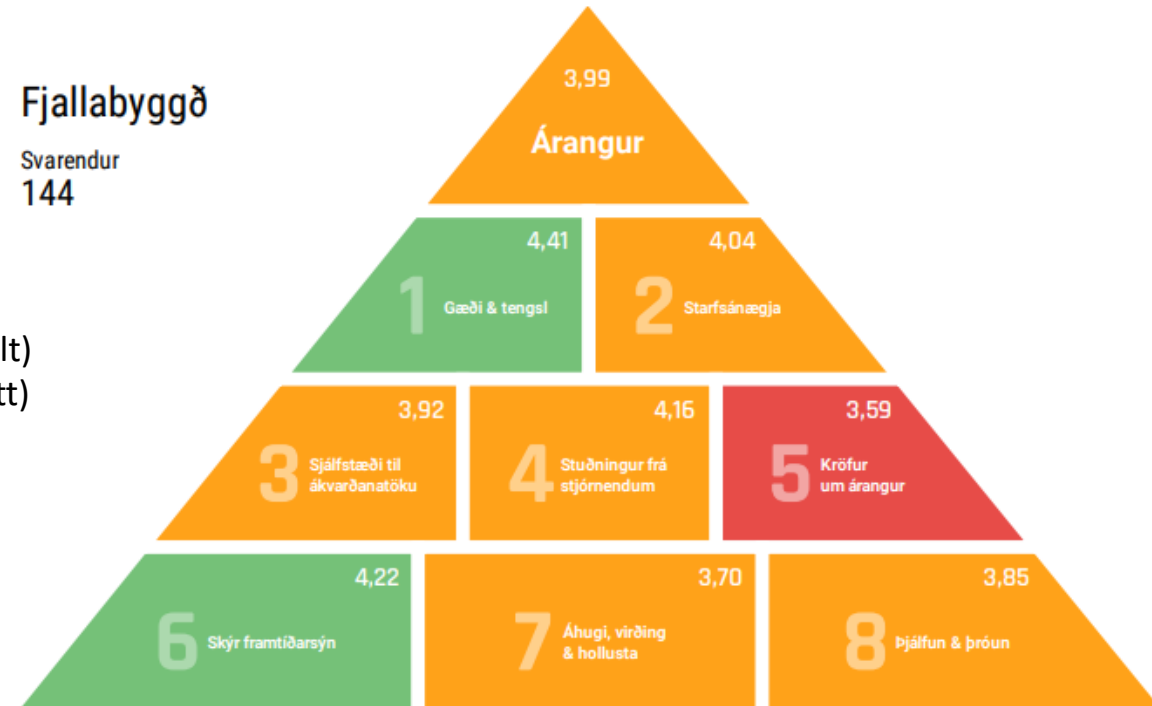 Fjallabyggð
Svarendur
144
lt)
tt)
3,99
Árangur
4,41
1 Gæði & tengsl
4,04
2 Starfsánægja
3,92
3 Sjálfstæði til
ákvarðanatöku
4,16
4 Stuðningur frá
stjórnendum
3,59
5 Kröfur
um árangur
4,22
6 Skýr framtíðarsýn
3,70
7 Áhugi, virðing
& hollusta
3,85
8 Þjálfun & þróun